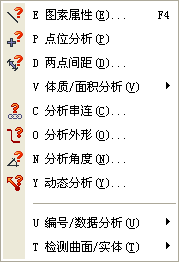 E 图素属性(E)... F4
P 点位分析(P)
D 两点间距(D)...
V 体质/面积分析(V)
C 分析串连(C)...
O 分析外形(O)...
N 分析角度(N)...
Y 动态分析(Y)...
U 编号/数据分析(U)
T 检测曲面/实体(T)